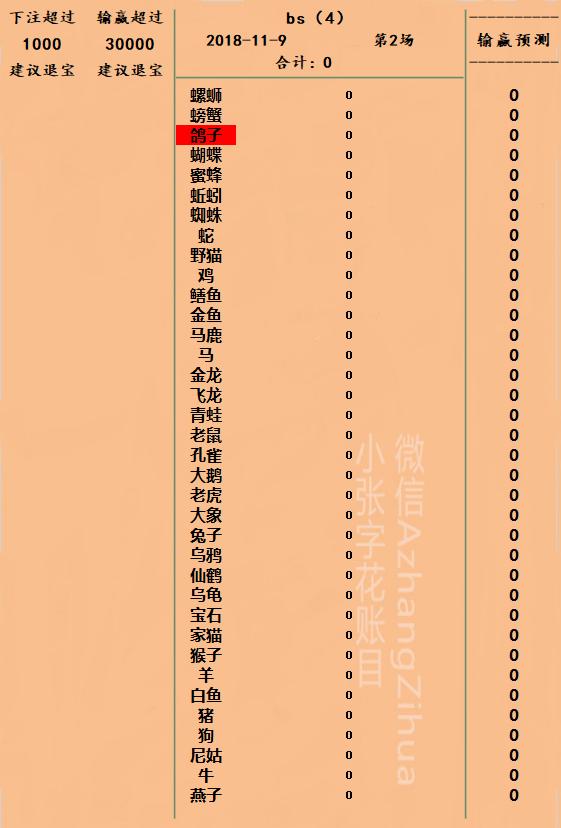 下注超过 输赢超过
1000 30000
建议退宝 建议退宝
bs（4）
2018-11-9 第2场
合计：0
-----------
输赢预测
-----------
螺蛳 0 0
螃蟹 0 0
鸽子 0 0
蝴蝶 0 0
蜜蜂 0 0
蚯蚓 0 0
蜘蛛 0 0
蛇 0 0
野猫 0 0
鸡 0 0
鳝鱼 0 0
金鱼 0 0
马鹿 0 0
马 0 0
金龙 0 0
飞龙 0 0
青蛙 0 0
老鼠 0 0
孔雀 0 0
大鹅 0 0
老虎 0 0
大象 0 0
兔子 0 0
乌鸦 0 0
仙鹤 0 0
乌龟 0 0
宝石 0 0
家猫 0 0
猴子 0 0
羊 0 0
白鱼 0 0
猪 0 0
狗 0 0
尼姑 0 0
牛 0 0
燕子 0 0
微信AzhangZihua
小张字花账目